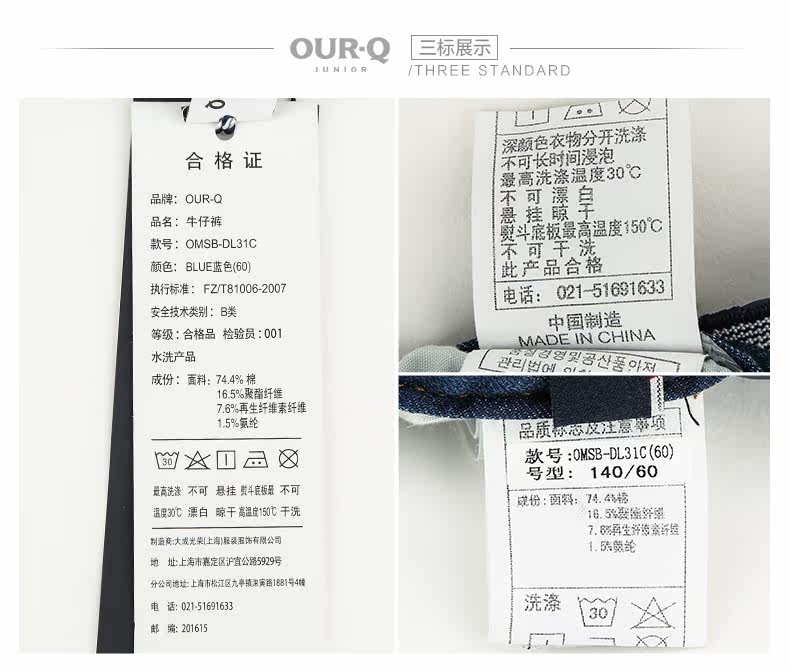 OUR-Q
JUNIOR
三标展示
/THREE STANDARD
合格证
品牌：OUR-Q
品名：牛仔裤
款号：OMSB-DL31C
颜色：BLUE蓝色(60)
执行标准：FZ/T81006-2007
安全技术类别：B类
等级：合格品 检验员：001
水洗产品
成份：面料：74.4% 棉
16.5%聚酯纤维
7.6%再生纤维素纤维
1.5%氨纶
30
最高洗涤 不可 悬挂 熨斗底板最 不可
温度30℃ 漂白 晾干 高温度150℃ 干洗
制造商:大成光荣(上海)服装服饰有限公司
地 址:上海市嘉定区沪宜公路5929号
分公司地址:上海市松江区九亭镇涞寅路1881号4幢
电 话: 021-51691633
邮 编: 201615
深颜色衣物分开洗涤
不可长时间浸泡
最高洗涤温度30℃
不可漂白
悬挂晾干
熨斗底板最高温度150℃
不可干洗
此产品合格
电话: 021-51691633
中国制造
MADE IN CHINA
품질경영및공산품안전
관리법에
品质标志及注意事项
款号:OMSB-DL31C(60)
号型: 140/60
成份:面料: 74.4%棉
16.5%聚酯纤维
7.6%再生纤维素纤维
1.5%氨纶
洗涤
30